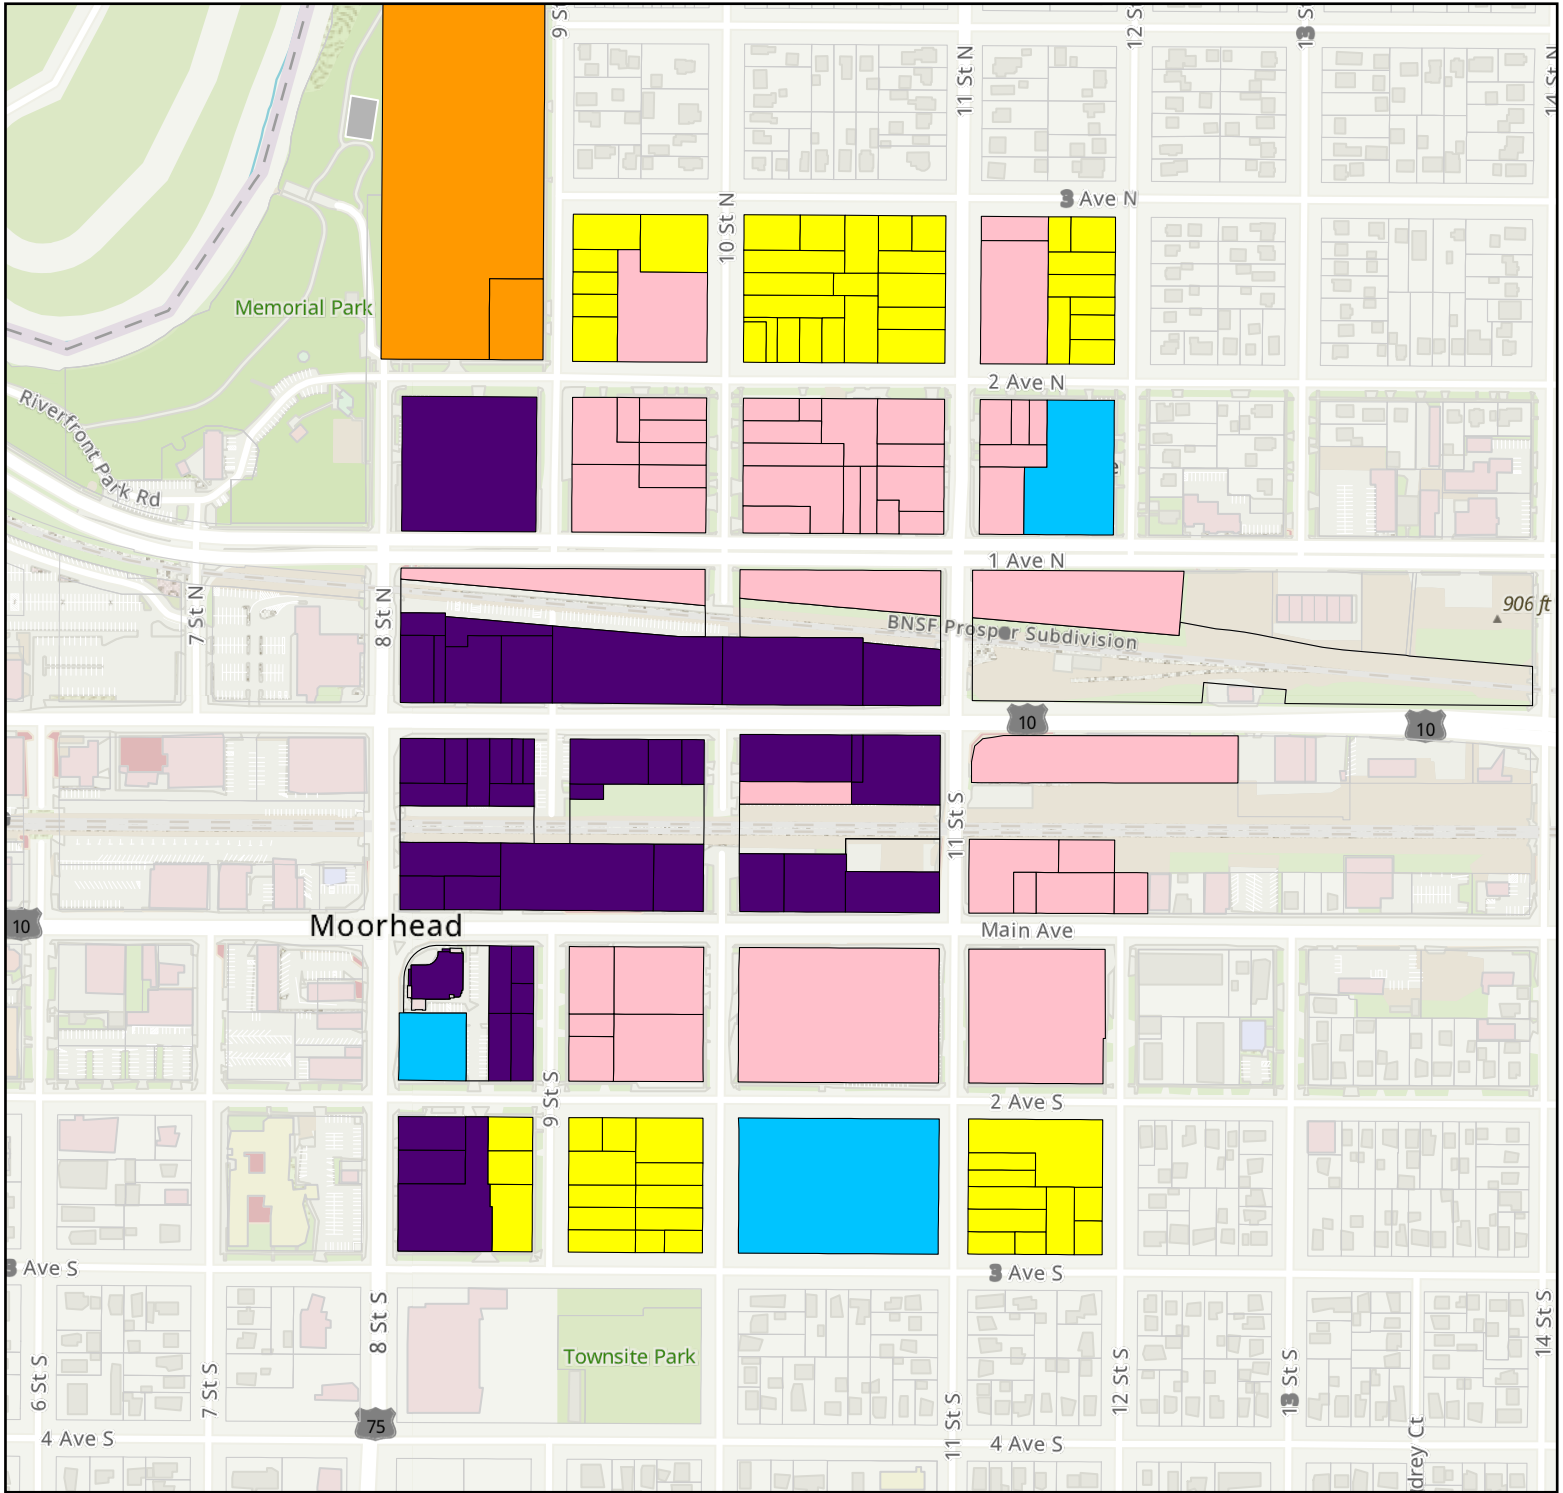 9 St
12 St
13 St
11 St N
14 St N
3 Ave N
10 St N
Memorial Park
2 Ave N
Riverfront Park Rd
1 Ave N
7 St N
8 St N
906 ft
BNSF Prosper Subdivision
10
10
11 St S
10
Moorhead
Main Ave
9 St S
2 Ave S
3 Ave S
3 Ave S
8 St S
14 St S
Townsite Park
6 St S
7 St S
12 St S
13 St S
11 St S
75
4 Ave S
4 Ave S
drey Ct